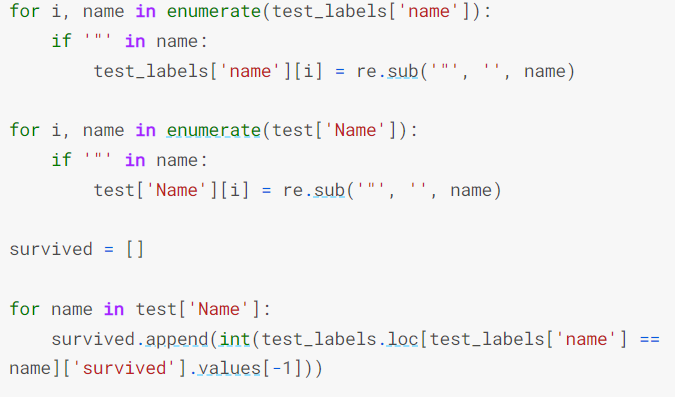 for i, name in enumerate(test_labels['name']):
    if '"' in name:
        test_labels['name'][i] = re.sub('"', '', name)

for i, name in enumerate(test['Name']):
    if '"' in name:
        test['Name'][i] = re.sub('"', '', name)

survived = []

for name in test['Name']:
    survived.append(int(test_labels.loc[test_labels['name'] ==
name]['survived'].values[-1]))